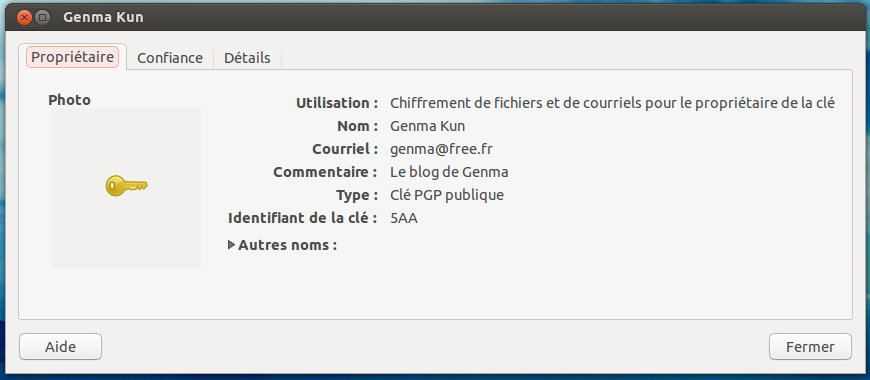 Genma Kun
Propriétaire Confiance Détails
Photo
Utilisation : Chiffrement de fichiers et de courriels pour le propriétaire de la clé
Nom : Genma Kun
Courriel : genma@free.fr
Commentaire : Le blog de Genma
Type : Clé PGP publique
Identifiant de la clé : 5AA
Autres noms :
Aide Fermer